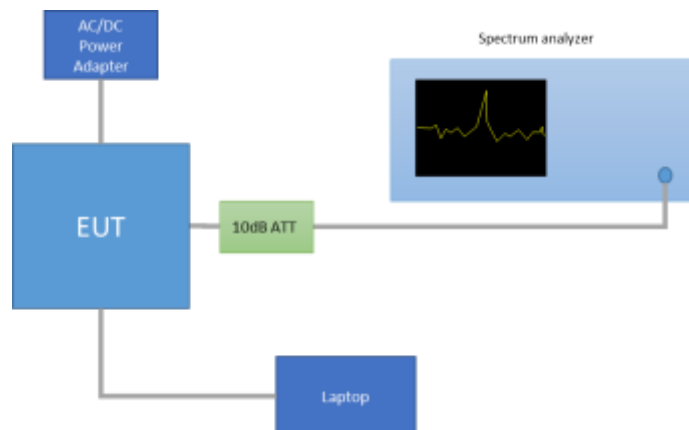 AC/DC
Power
Adapter
Spectrum analyzer
EUT
10dB ATT
Laptop